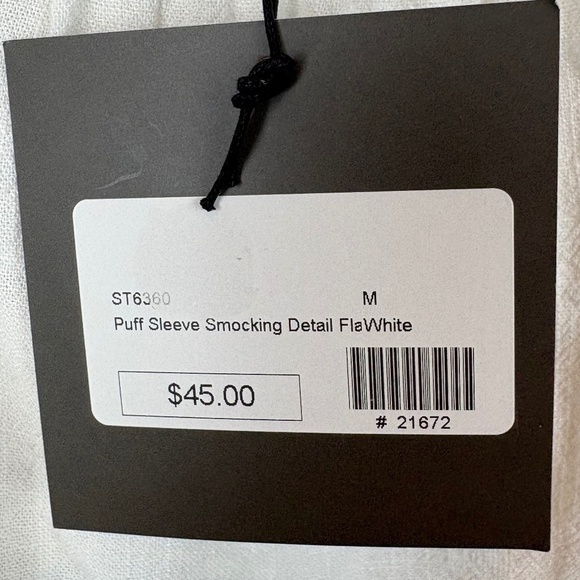 ST6360 M
Puff Sleeve Smocking Detail FlaWhite
$45.00
# 21672